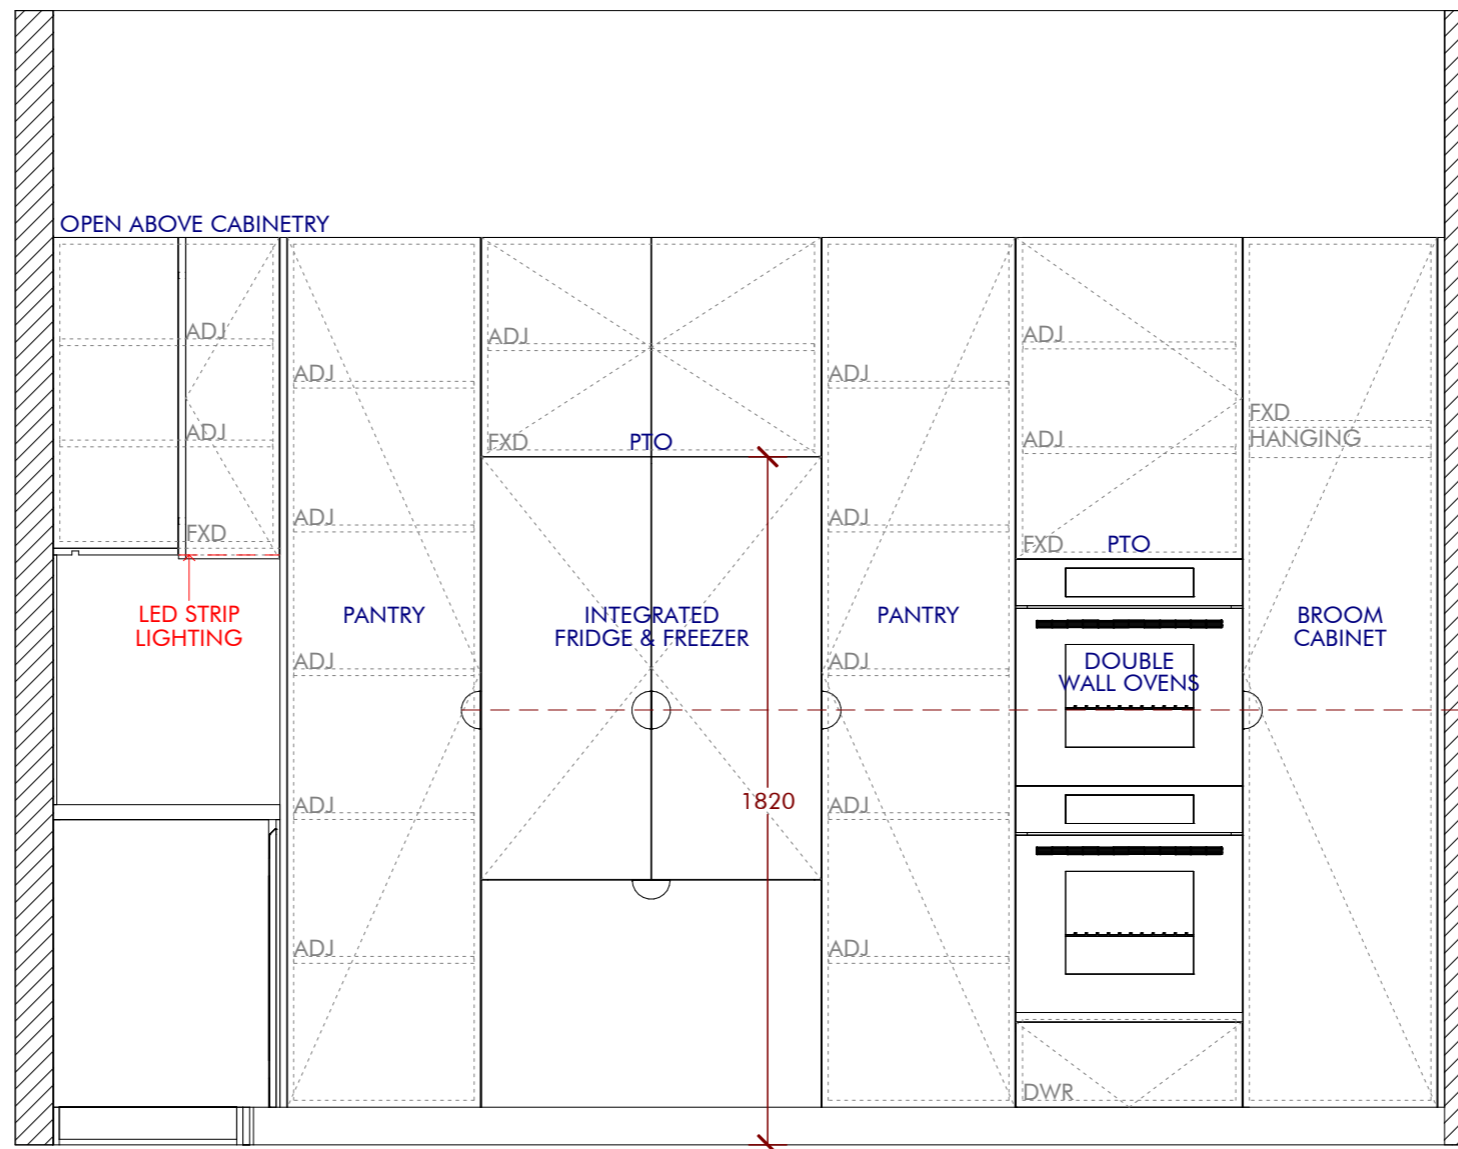 OPEN ABOVE CABINETRY
ADJ
ADJ
ADJ
ADJ
ADJ
ADJ
FXD
HANGING
ADJ
ADJ
FXD
PTO
ADJ
ADJ
FXD
FXD
PTO
LED STRIP
LIGHTING
PANTRY
INTEGRATED
FRIDGE & FREEZER
PANTRY
BROOM
CABINET
ADJ
ADJ
DOUBLE
WALL OVENS
1820
ADJ
ADJ
ADJ
ADJ
DWR